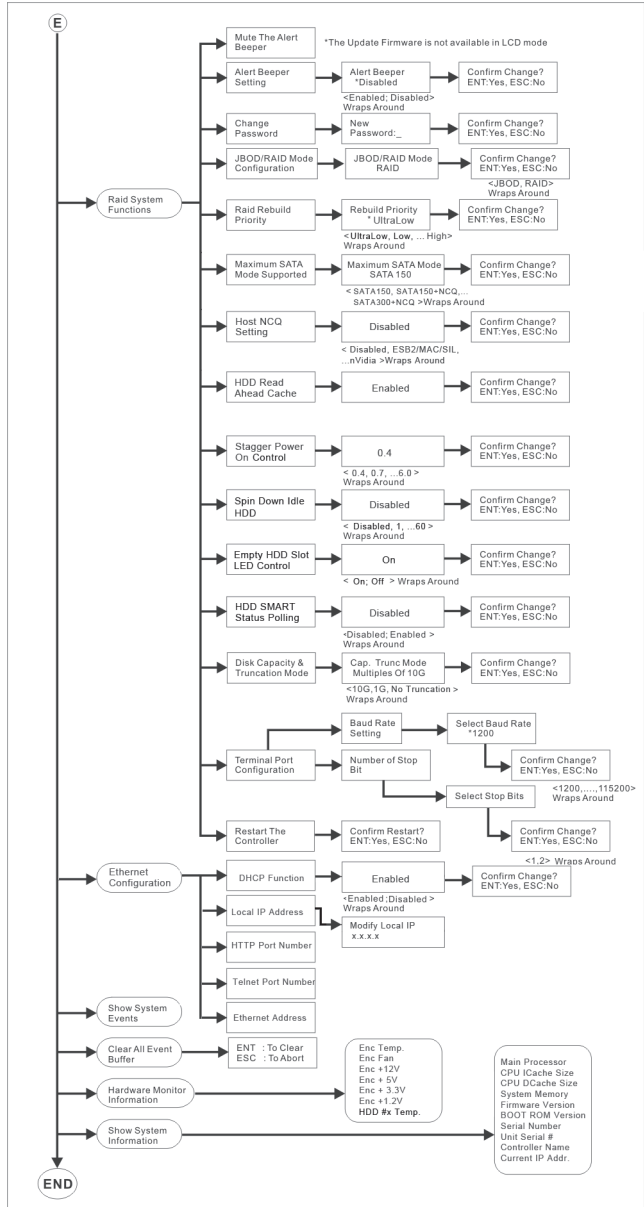 E
Mute The Alert
Beeper
*The Update Firmware is not available in LCD mode
Alert Beeper
Setting
Alert Beeper
*Disabled
Confirm Change?
ENT:Yes, ESC:No
<Enabled; Disabled>
Wraps Around
Change
Password
New
Password:_
Confirm Change?
ENT:Yes, ESC:No
JBOD/RAID Mode
Configuration
JBOD/RAID Mode
RAID
Confirm Change?
ENT:Yes, ESC:No
<JBOD, RAID>
Wraps Around
Raid System
Functions
Raid Rebuild
Priority
Rebuild Priority
* UltraLow
Confirm Change?
ENT:Yes, ESC:No
<UltraLow, Low, ... High>
Wraps Around
Maximum SATA
Mode Supported
Maximum SATA Mode
SATA 150
Confirm Change?
ENT:Yes, ESC:No
< SATA150, SATA150+NCQ,...
SATA300+NCQ >Wraps Around
Host NCQ
Setting
Disabled
Confirm Change?
ENT:Yes, ESC:No
< Disabled, ESB2/MAC/SIL,
...nVidia >Wraps Around
HDD Read
Ahead Cache
Enabled
Confirm Change?
ENT:Yes, ESC:No
Stagger Power
On Control
0.4
Confirm Change?
ENT:Yes, ESC:No
< 0.4, 0.7, ...6.0 >
Wraps Around
Spin Down Idle
HDD
Disabled
Confirm Change?
ENT:Yes, ESC:No
< Disabled, 1, ...60 >
Wraps Around
Empty HDD Slot
LED Control
On
Confirm Change?
ENT:Yes, ESC:No
< On; Off > Wraps Around
HDD SMART
Status Polling
Disabled
Confirm Change?
ENT:Yes, ESC:No
<Disabled; Enabled >
Wraps Around
Disk Capacity &
Truncation Mode
Cap. Trunc Mode
Multiples Of 10G
Confirm Change?
ENT:Yes, ESC:No
<10G,1G, No Truncation >
Wraps Around
Baud Rate
Setting
Select Baud Rate
*1200
Terminal Port
Configuration
Number of Stop
Bit
Confirm Change?
ENT:Yes, ESC:No
<1200,....,115200>
Wraps Around
Select Stop Bits
Restart The
Controller
Confirm Restart?
ENT:Yes, ESC:No
Confirm Change?
ENT:Yes, ESC:No
<1.2> Wraps Around
Ethernet
Configuration
DHCP Function
Enabled
Confirm Change?
ENT:Yes, ESC:No
<Enabled;Disabled >
Wraps Around
Local IP Address
Modify Local IP
x.x.x.x
HTTP Port Number
Telnet Port Number
Ethernet Address
Show System
Events
Clear All Event
Buffer
ENT : To Clear
ESC : To Abort
Hardware Monitor
Information
Enc Temp.
Enc Fan
Enc +12V
Enc + 5V
Enc + 3.3V
Enc +1.2V
HDD #x Temp.
Show System
Information
Main Processor
CPU ICache Size
CPU DCache Size
System Memory
Firmware Version
BOOT ROM Version
Serial Number
Unit Serial #
Controller Name
Current IP Addr.
END